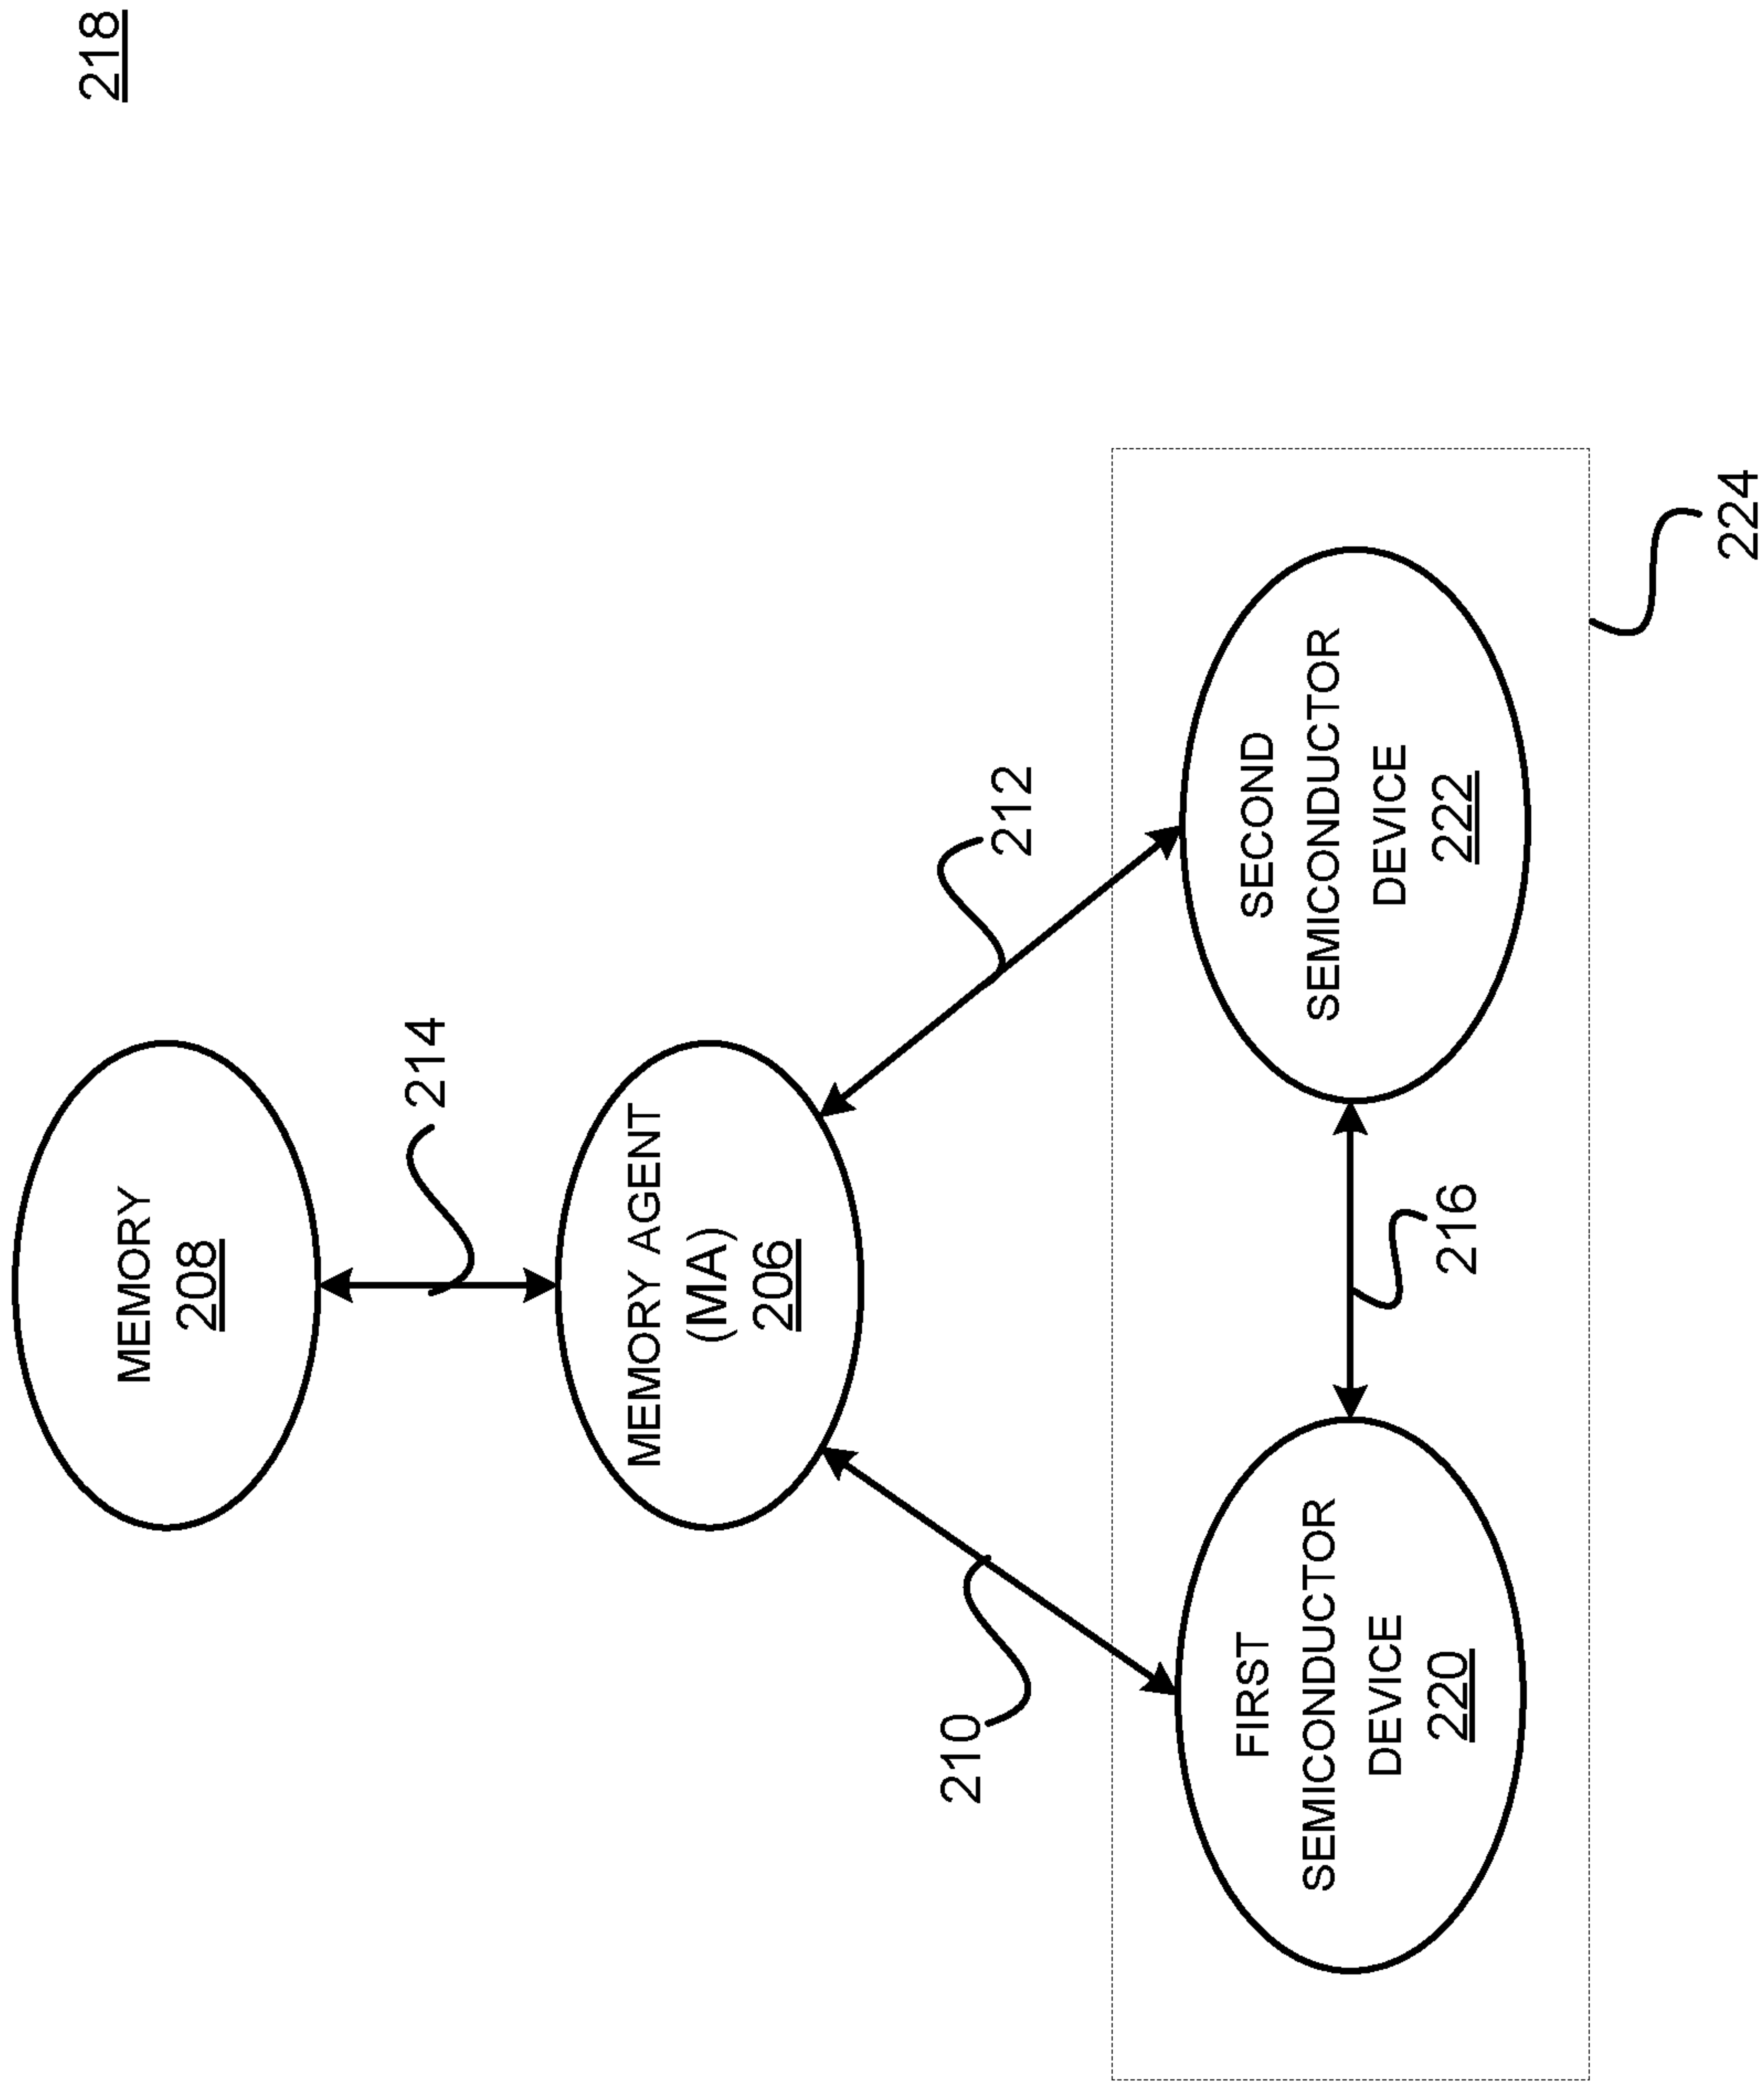 218
MEMORY
208
214
MEMORY AGENT
(MA)
206
210
212
FIRST
SEMICONDUCTOR
DEVICE
220
216
SECOND
SEMICONDUCTOR
DEVICE
222
224